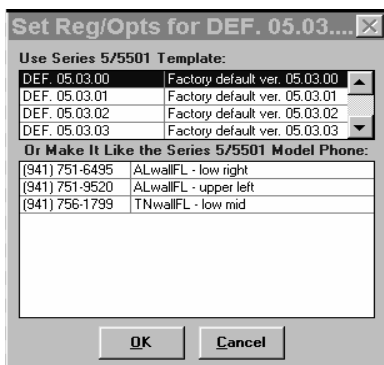 Set Reg/Opts for DEF. 05.03....
Use Series 5/5501 Template:
DEF. 05.03.00 Factory default ver. 05.03.00
DEF. 05.03.01 Factory default ver. 05.03.01
DEF. 05.03.02 Factory default ver. 05.03.02
DEF. 05.03.03 Factory default ver. 05.03.03
Or Make It Like the Series 5/5501 Model Phone:
(941) 751-6495 ALwallFL - low right
(941) 751-9520 ALwallFL - upper left
(941) 756-1799 TNwallFL - low mid
OK Cancel